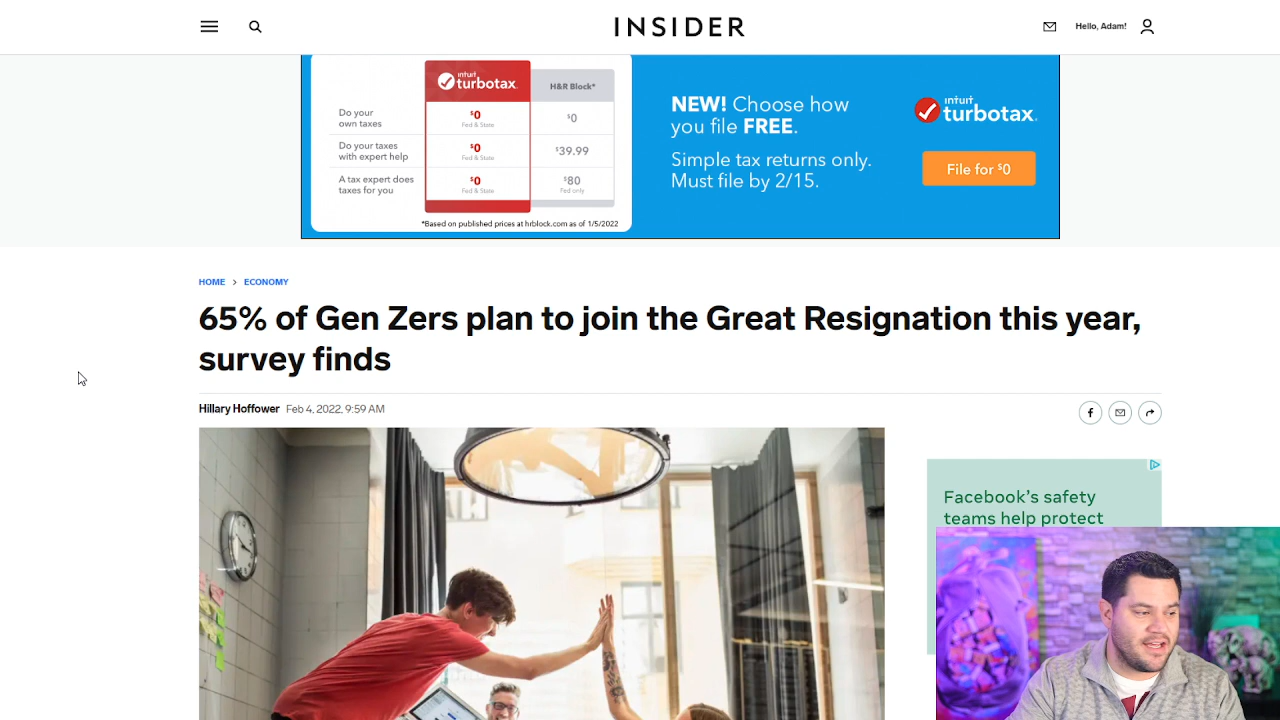 INSIDER
Hello, Adam!
intuit turbotax
H&R Block*
Do your own taxes
$0 Fed & State
$0
Do your taxes with expert help
$0 Fed & State
$39.99
A tax expert does taxes for you
$0 Fed & State
$80 Fed only
*Based on published prices at hrblock.com as of 1/5/2022
NEW! Choose how
you file FREE.
Simple tax returns only.
Must file by 2/15.
intuit
turbotax.
File for $0
HOME > ECONOMY
65% of Gen Zers plan to join the Great Resignation this year,
survey finds
Hillary Hoffower Feb 4, 2022, 9:59 AM
Facebook's safety
teams help protect